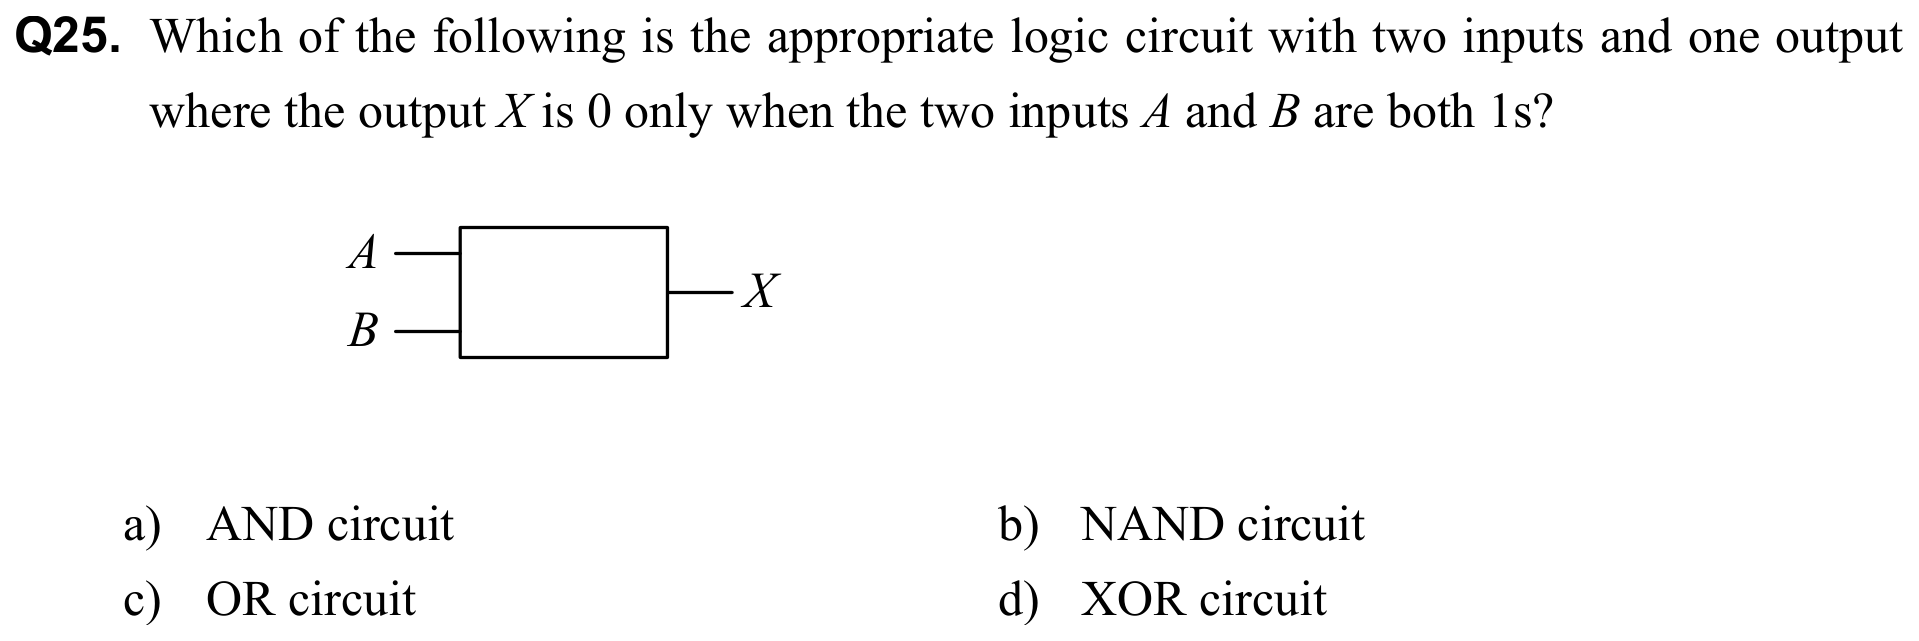 Q25. Which of the following is the appropriate logic circuit with two inputs and one output
where the output X is 0 only when the two inputs A and B are both 1s?
A
X
B
a) AND circuit b) NAND circuit
c) OR circuit d) XOR circuit